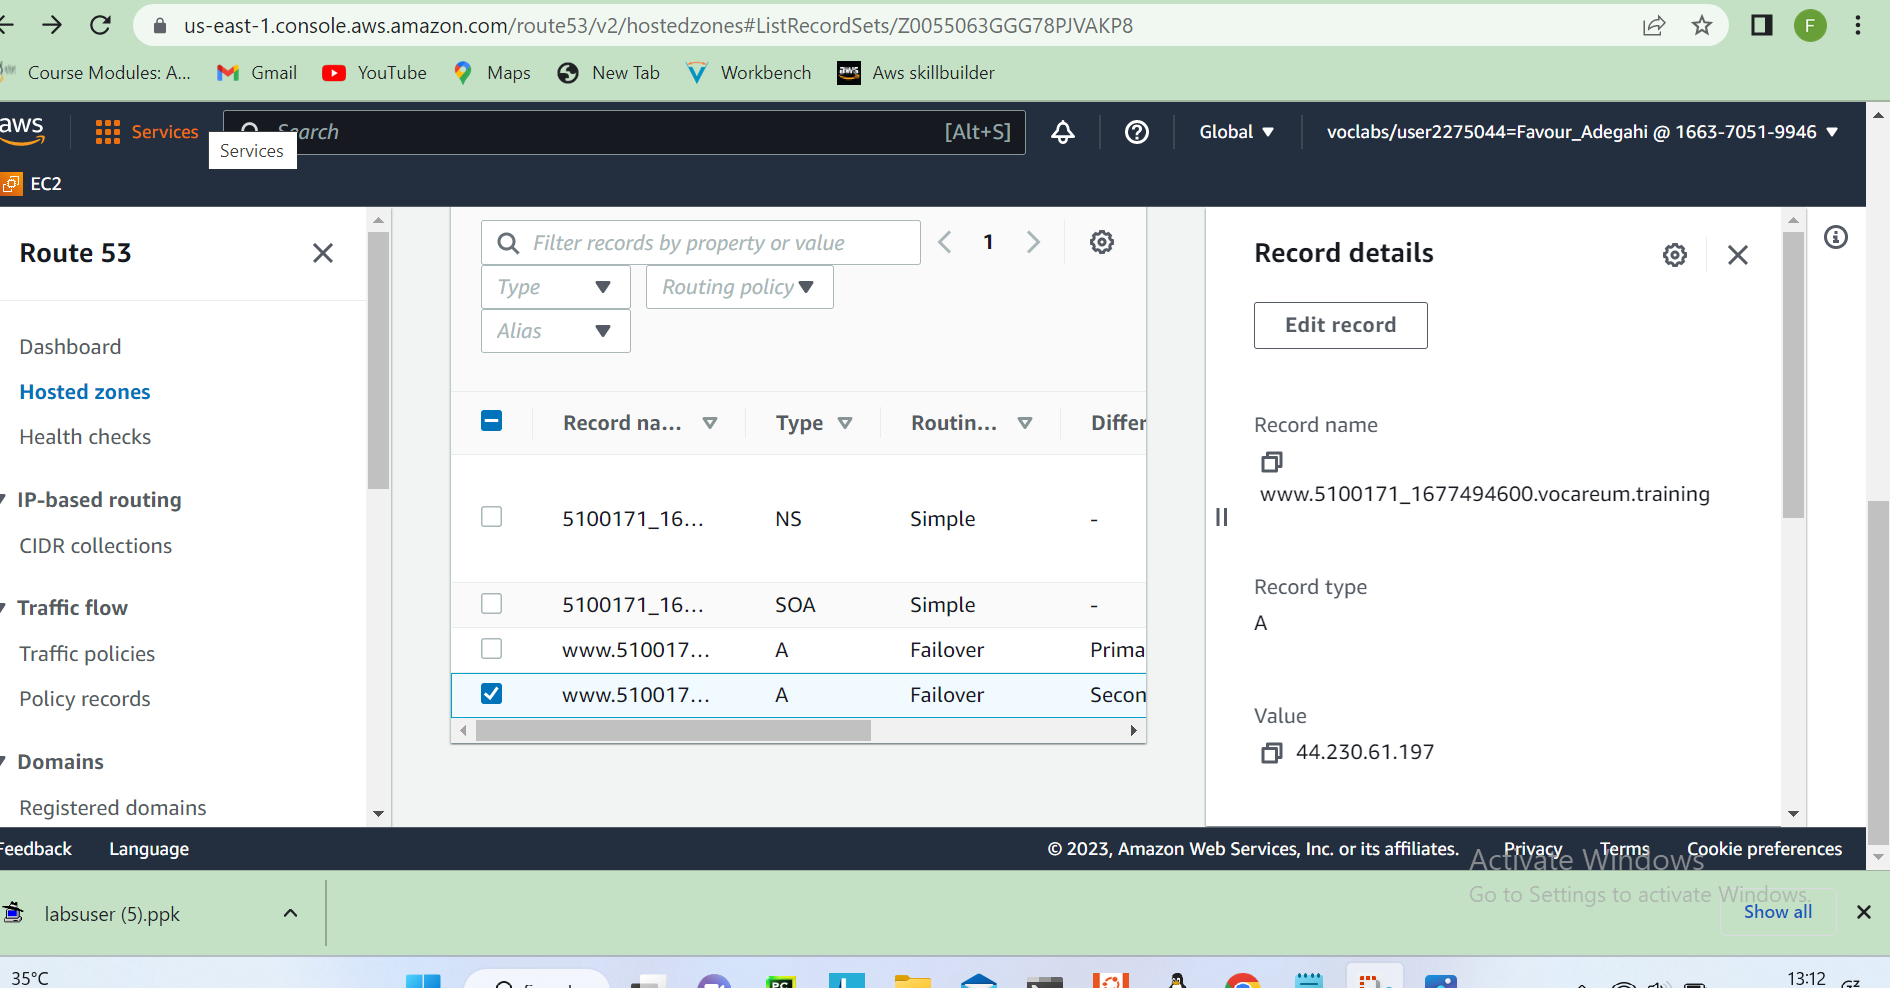 us-east-1.console.aws.amazon.com/route53/v2/hostedzones#ListRecordSets/Z0055063GGG78PJVAKP8
F
Course Modules: A...
Gmail
YouTube
Maps
New Tab
Workbench
aws
Aws skillbuilder
aws
Services
Search
[Alt+S]
Global
voclabs/user2275044=Favour_Adegahi @ 1663-7051-9946
Services
EC2
Route 53
Dashboard
Hosted zones
Health checks
IP-based routing
CIDR collections
Traffic flow
Traffic policies
Policy records
Domains
Registered domains
Filter records by property or value
1
Type
Routing policy
Alias
Record na...
Type
Routin...
Differ
5100171_16...
NS
Simple
-
5100171_16...
SOA
Simple
-
www.510017...
A
Failover
Prima
www.510017...
A
Failover
Secon
Record details
Edit record
Record name
www.5100171_1677494600.vocareum.training
Record type
A
Value
44.230.61.197
Feedback
Language
© 2023, Amazon Web Services, Inc. or its affiliates.
Privacy
Terms
Cookie preferences
Activate Windows
Go to Settings to activate Windows.
labsuser (5).ppk
Show all
35°C
PC
13:12